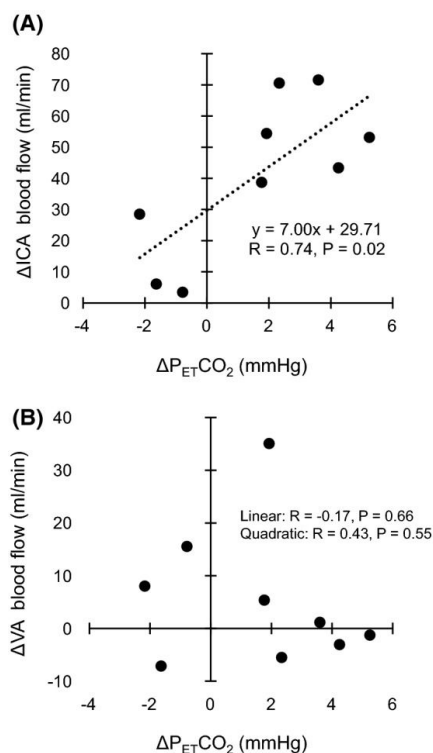 (A)
80
70
60
50
40
30
20
10
0
ΔICA blood flow (ml/min)
y = 7.00x + 29.71
R = 0.74, P = 0.02
-4 -2 0 2 4 6
ΔP_ETCO₂ (mmHg)
(B)
40
30
20
10
0
-10
ΔVA blood flow (ml/min)
Linear: R = -0.17, P = 0.66
Quadratic: R = 0.43, P = 0.55
-4 -2 0 2 4 6
ΔP_ETCO₂ (mmHg)